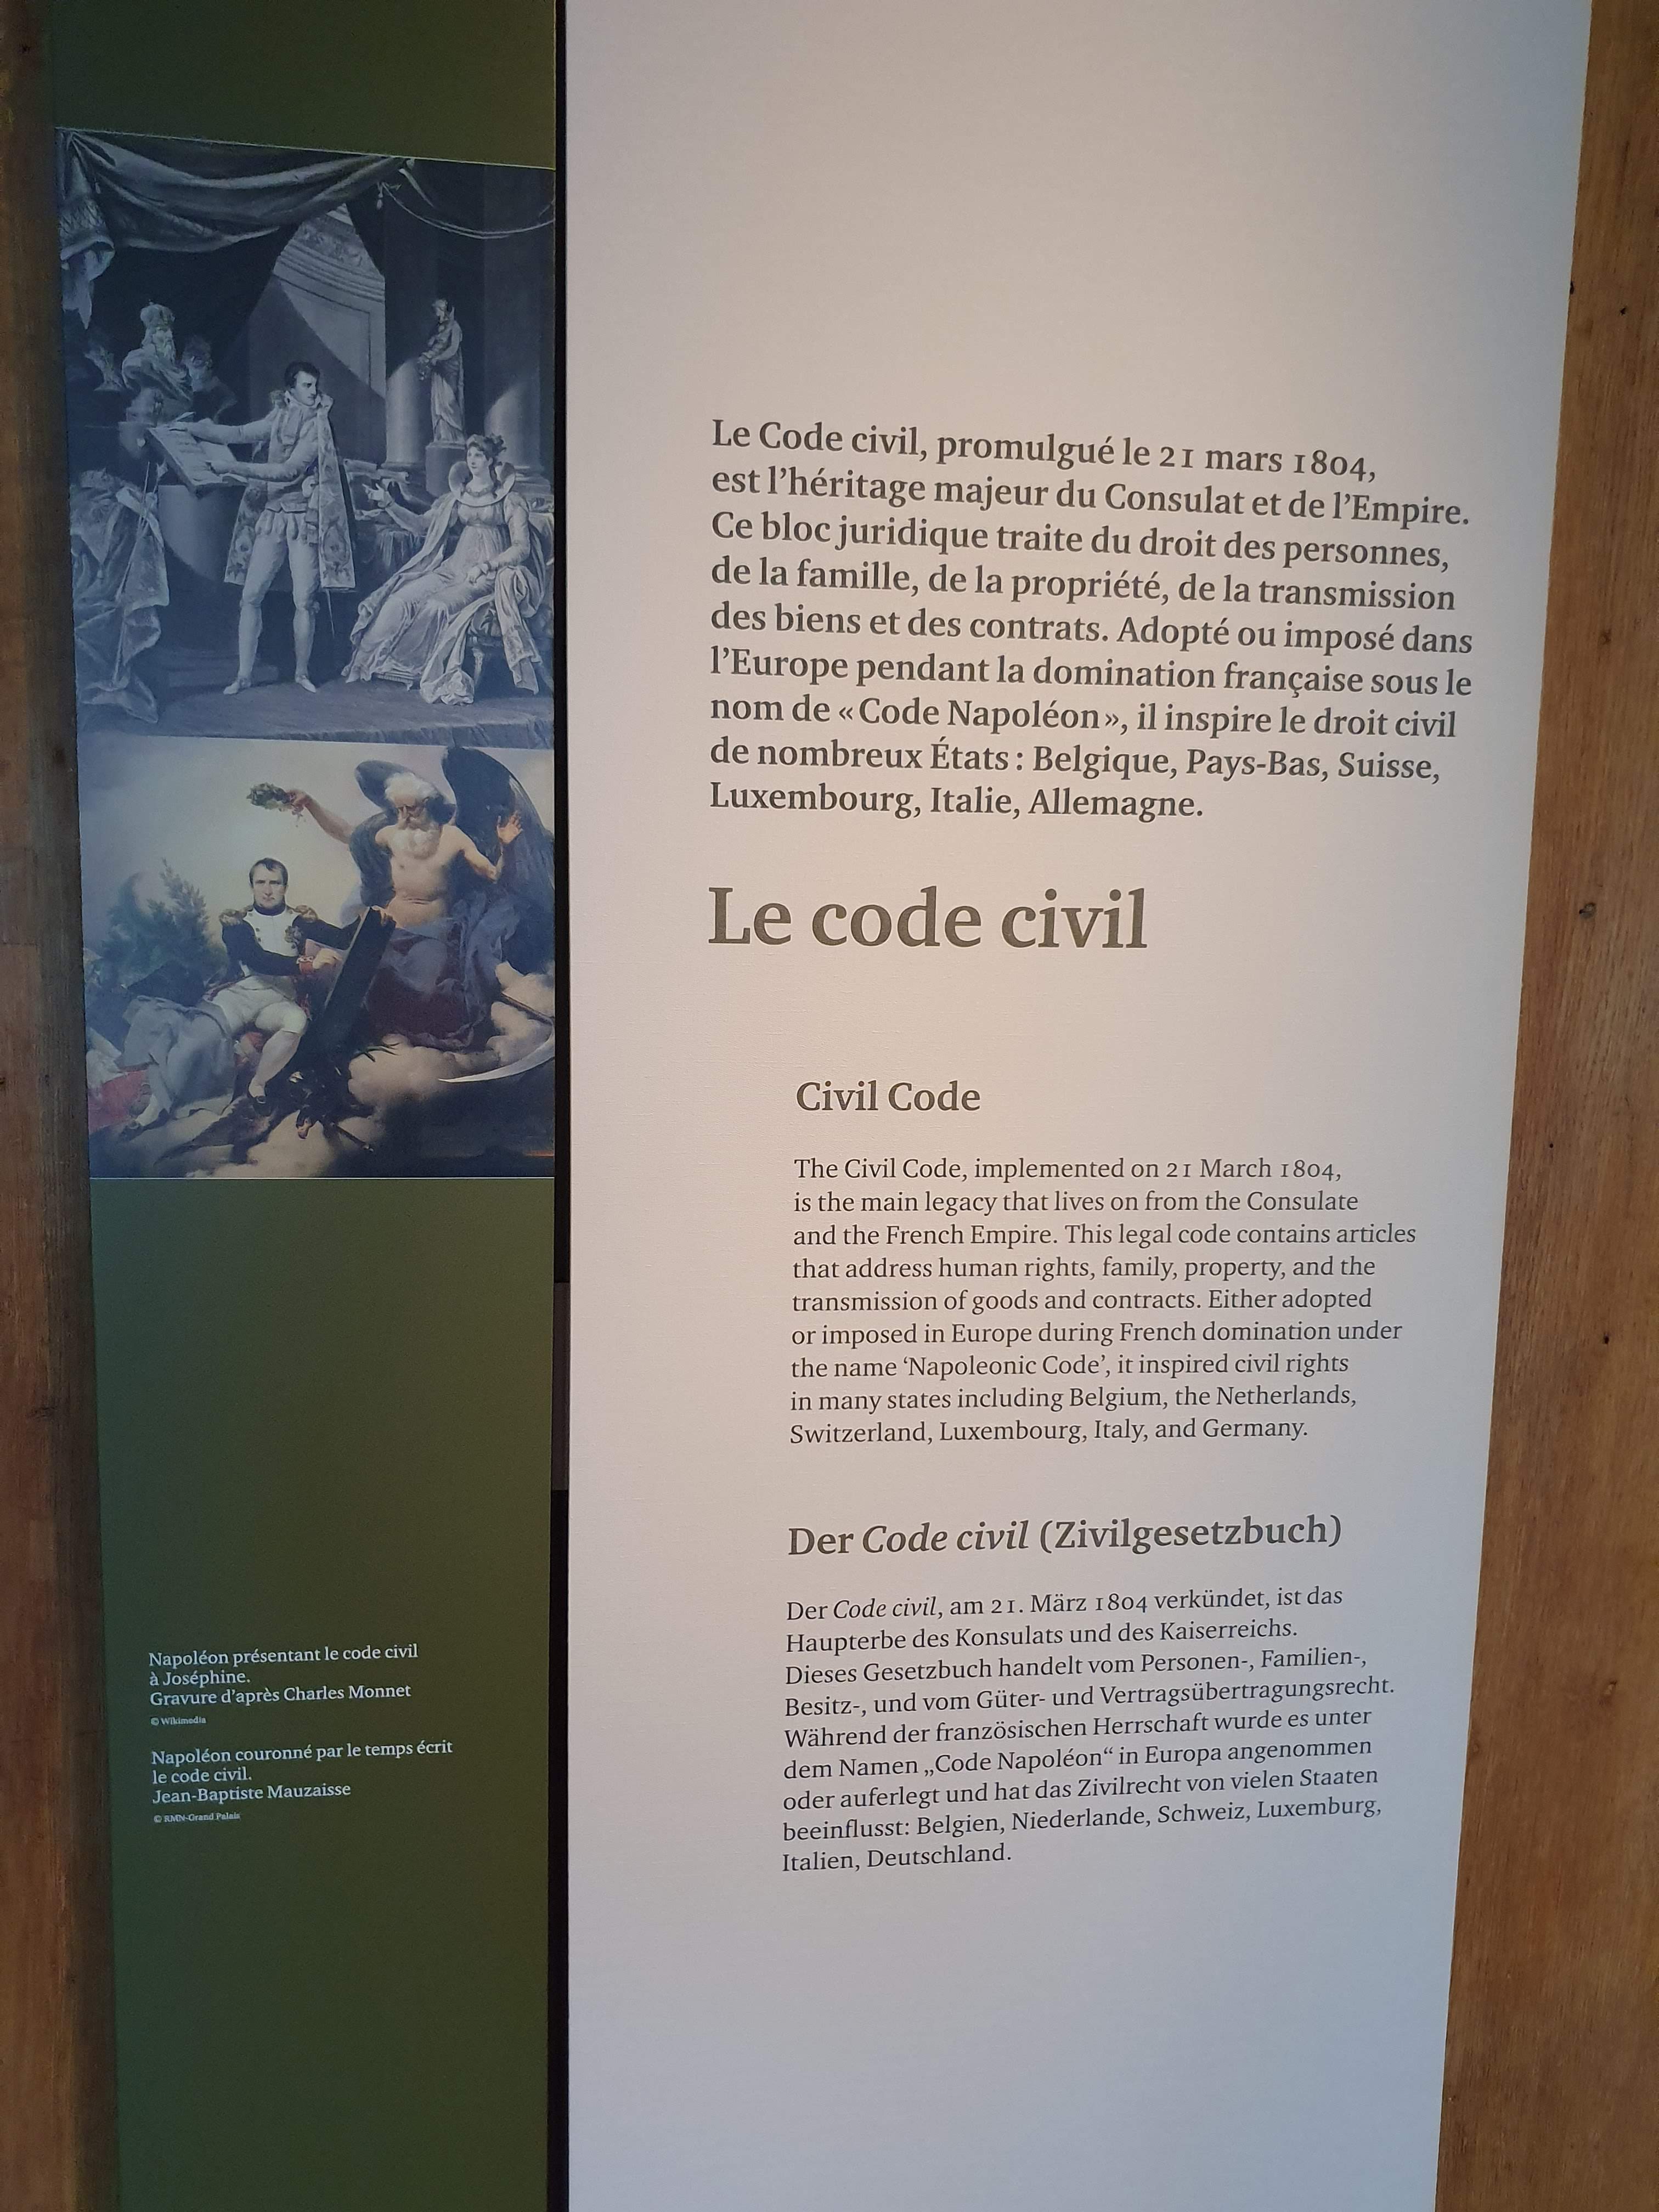 Le Code civil, promulgué le 21 mars 1804,
est l’héritage majeur du Consulat et de l’Empire.
Ce bloc juridique traite du droit des personnes,
de la famille, de la propriété, de la transmission
des biens et des contrats. Adopté ou imposé dans
l’Europe pendant la domination française sous le
nom de « Code Napoléon », il inspire le droit civil
de nombreux États : Belgique, Pays-Bas, Suisse,
Luxembourg, Italie, Allemagne.
Le code civil
Civil Code
The Civil Code, implemented on 21 March 1804,
is the main legacy that lives on from the Consulate
and the French Empire. This legal code contains articles
that address human rights, family, property, and the
transmission of goods and contracts. Either adopted
or imposed in Europe during French domination under
the name ‘Napoleonic Code’, it inspired civil rights
in many states including Belgium, the Netherlands,
Switzerland, Luxembourg, Italy, and Germany.
Der Code civil (Zivilgesetzbuch)
Der Code civil, am 21. März 1804 verkündet, ist das
Haupterbe des Konsulats und des Kaiserreichs.
Dieses Gesetzbuch handelt vom Personen-, Familien-,
Besitz-, und vom Güter- und Vertragsübertragungsrecht.
Während der französischen Herrschaft wurde es unter
dem Namen „Code Napoléon“ in Europa angenommen
oder auferlegt und hat das Zivilrecht von vielen Staaten
beeinflusst: Belgien, Niederlande, Schweiz, Luxemburg,
Italien, Deutschland.
Napoléon présentant le code civil
à Joséphine.
Gravure d’après Charles Monnet
© Wikimedia
Napoléon couronné par le temps écrit
le code civil.
Jean-Baptiste Mauzaisse
© RMN-Grand Palais